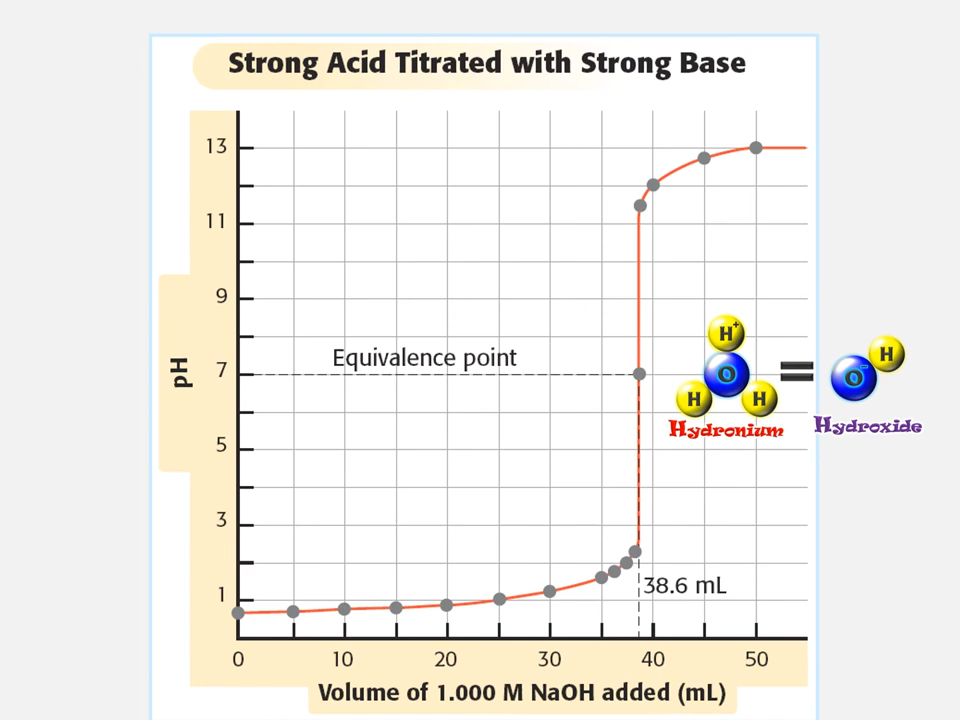 Strong Acid Titrated with Strong Base
13
11
9
7
5
3
1
pH
Equivalence point
H+
O
H
H
Hydronium
=
O-
H
Hydroxide
38.6 mL
0
10
20
30
40
50
Volume of 1.000 M NaOH added (mL)